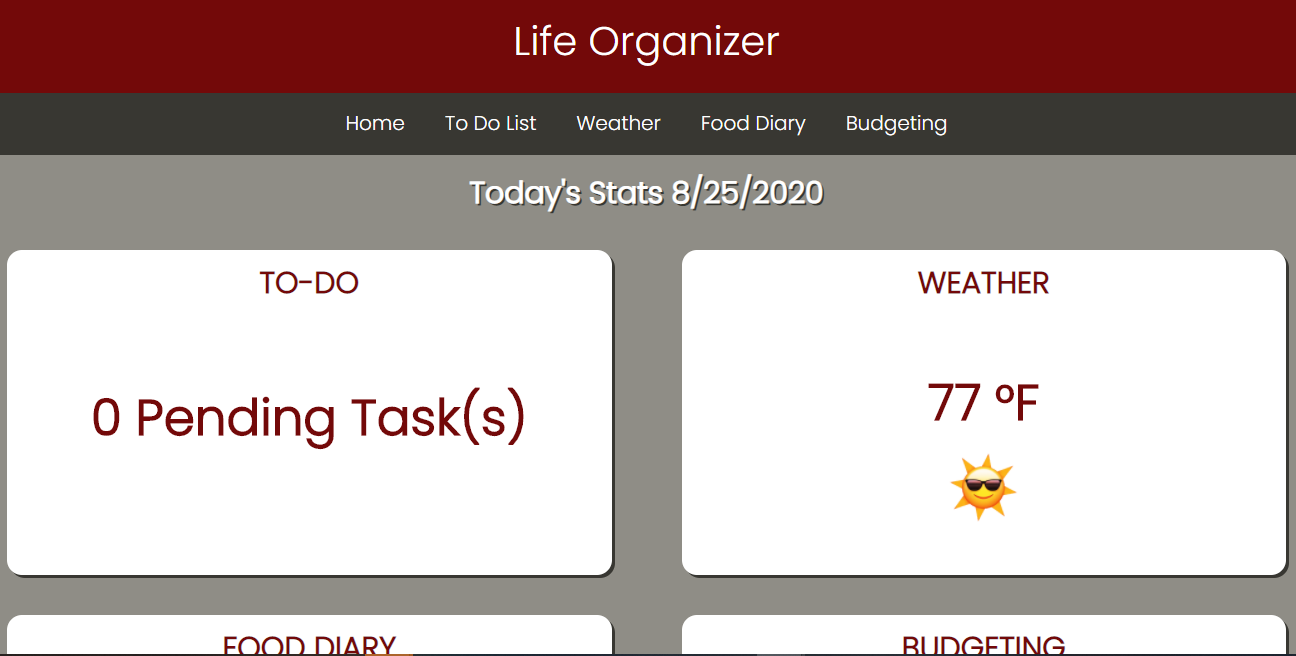 Life Organizer
Home To Do List Weather Food Diary Budgeting
Today's Stats 8/25/2020
TO-DO
0 Pending Task(s)
WEATHER
77 °F
FOOD DIARY
BUDGETING